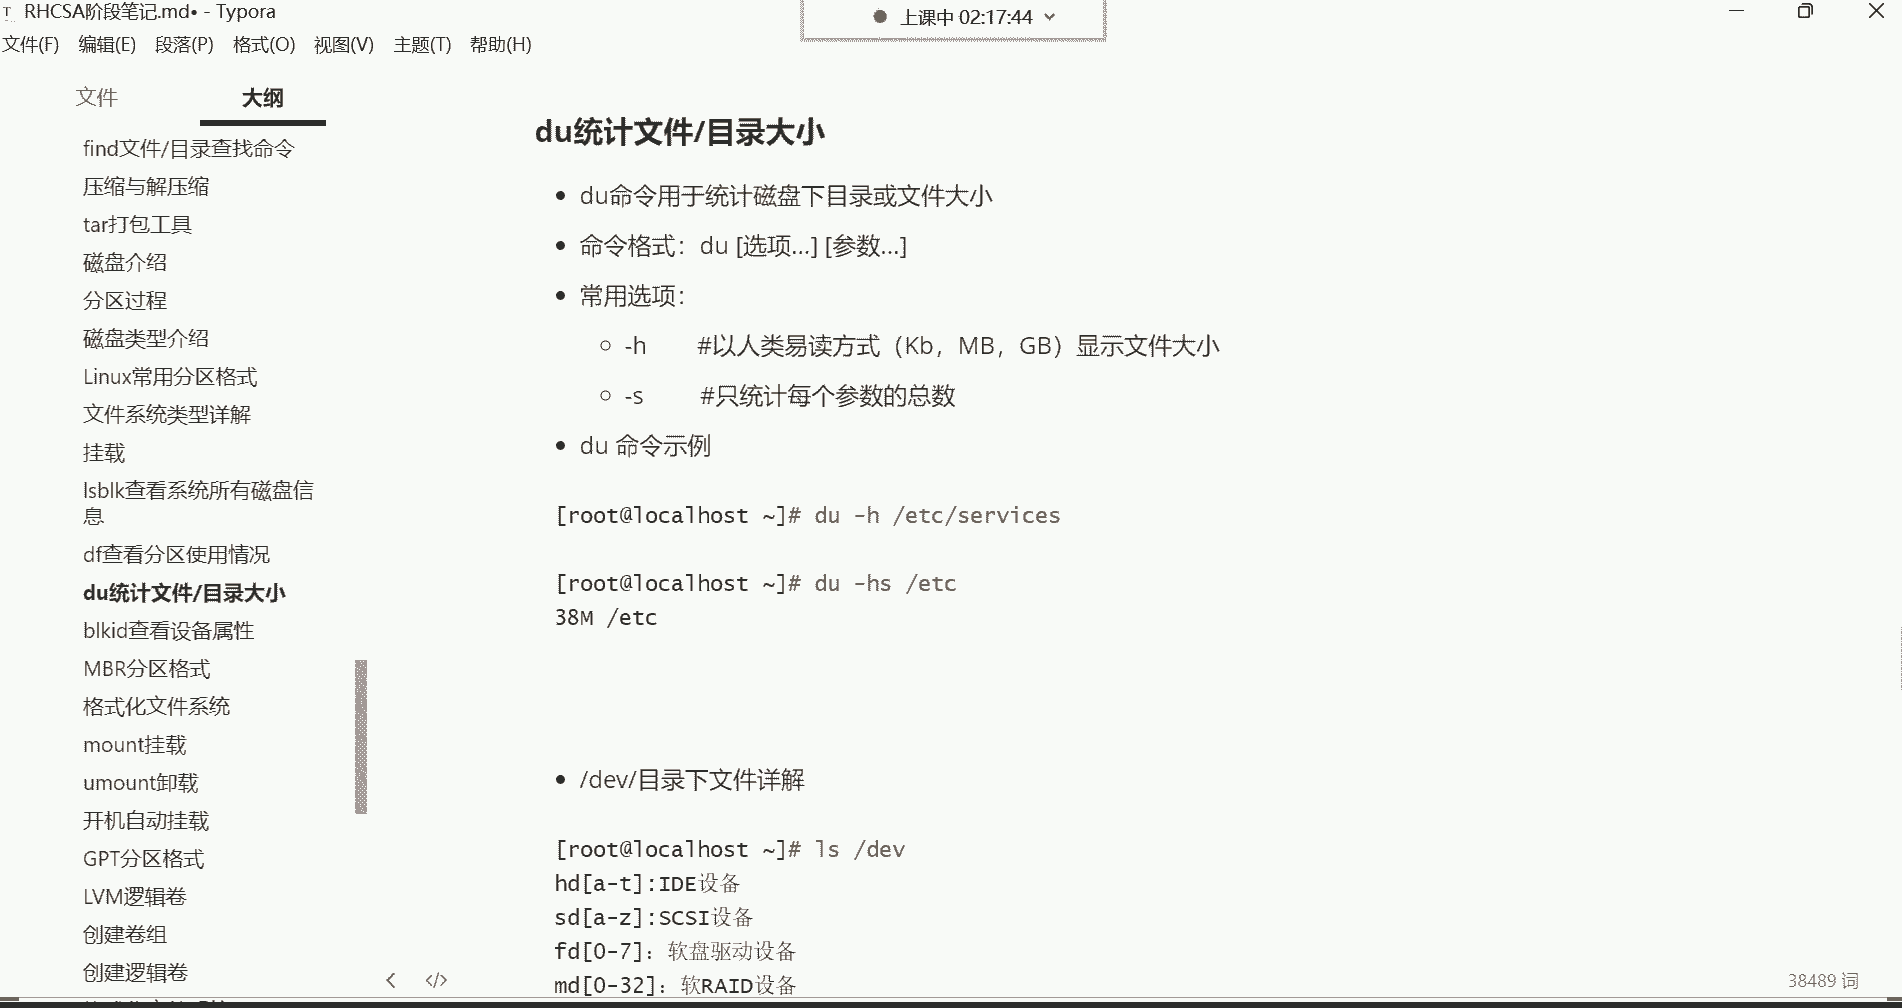 RHCSA阶段笔记.md• - Typora
上课中 02:17:44
文件(F) 编辑(E) 段落(P) 格式(O) 视图(V) 主题(T) 帮助(H)
文件 大纲
find文件/目录查找命令
压缩与解压缩
tar打包工具
磁盘介绍
分区过程
磁盘类型介绍
Linux常用分区格式
文件系统类型详解
挂载
lsblk查看系统所有磁盘信
息
df查看分区使用情况
du统计文件/目录大小
blkid查看设备属性
MBR分区格式
格式化文件系统
mount挂载
umount卸载
开机自动挂载
GPT分区格式
LVM逻辑卷
创建卷组
创建逻辑卷
du统计文件/目录大小
• du命令用于统计磁盘下目录或文件大小
• 命令格式：du [选项...] [参数...]
• 常用选项：
○ -h #以人类易读方式（Kb，MB，GB）显示文件大小
○ -s #只统计每个参数的总数
• du 命令示例
[root@localhost ~]# du -h /etc/services
[root@localhost ~]# du -hs /etc
38M /etc
• /dev/目录下文件详解
[root@localhost ~]# ls /dev
hd[a-t]:IDE设备
sd[a-z]:SCSI设备
fd[0-7]：软盘驱动设备
md[0-32]：软RAID设备
38489 词